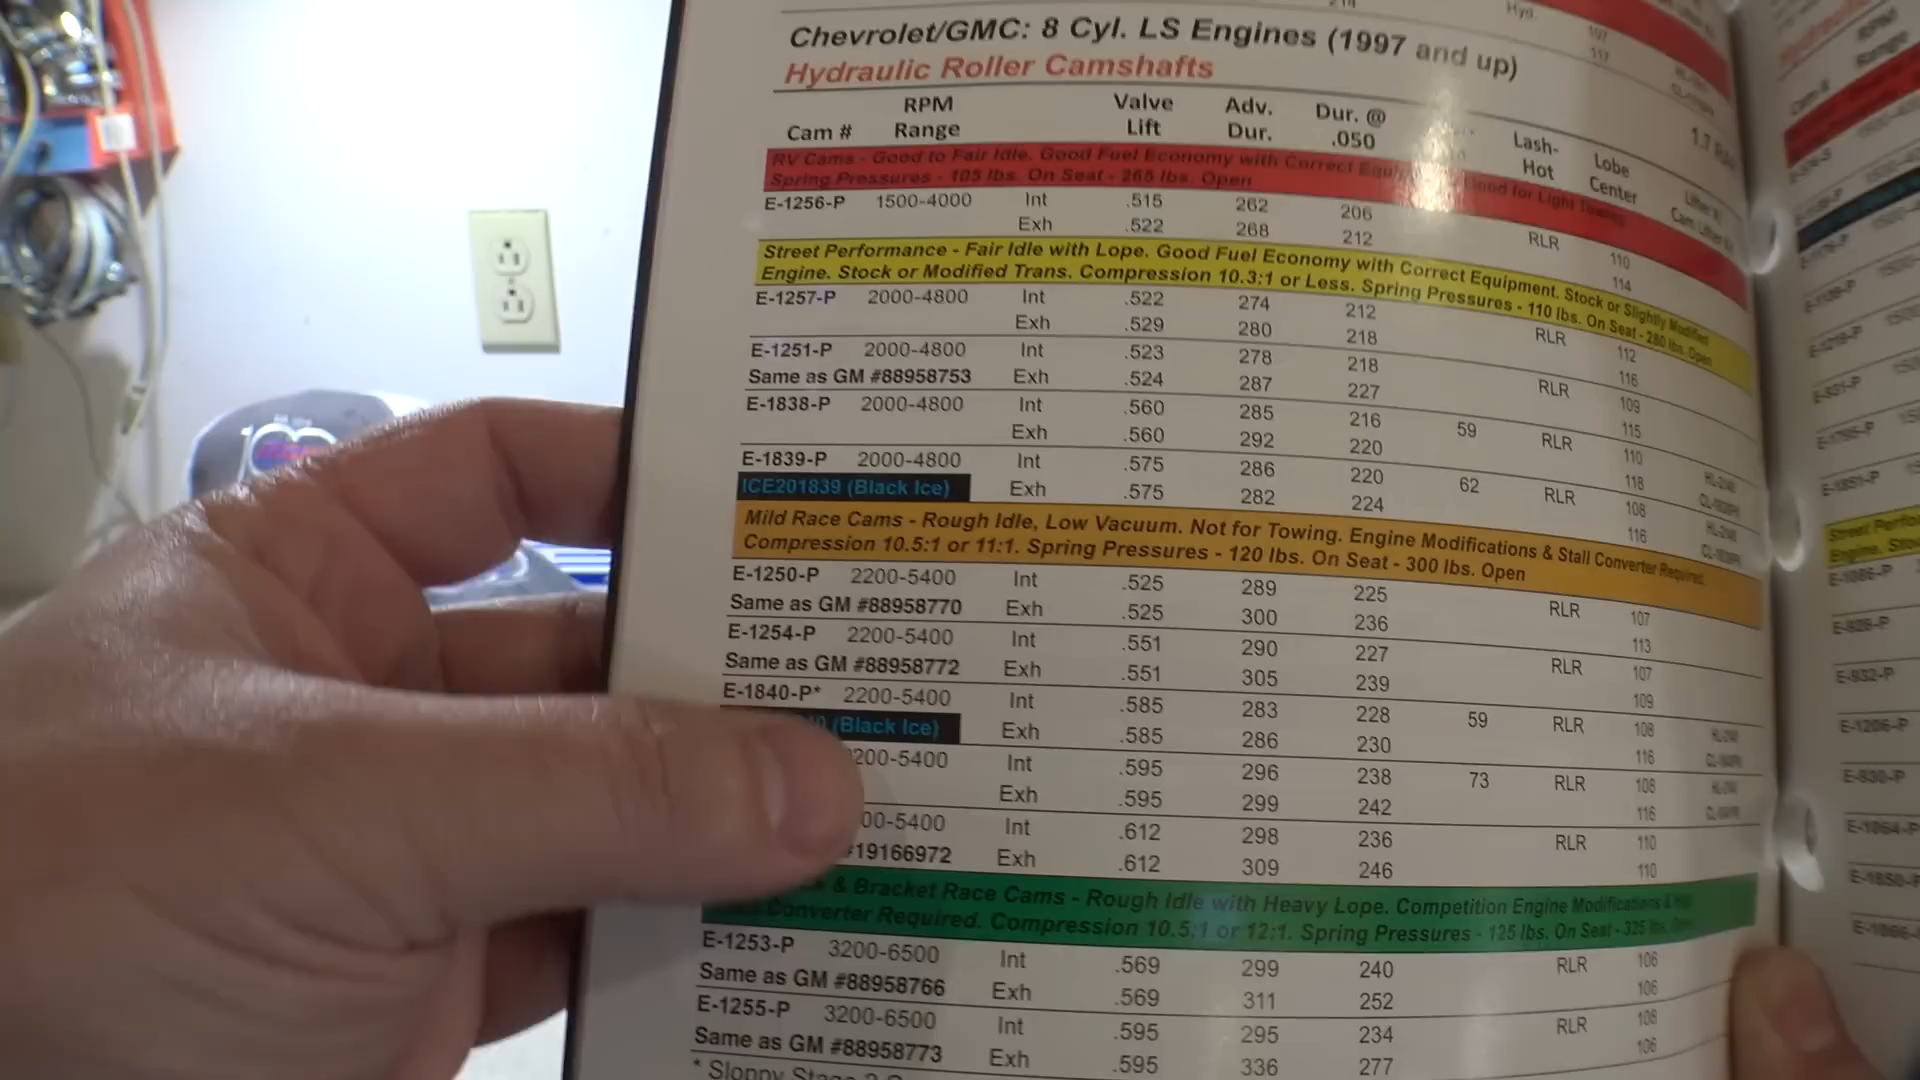 Chevrolet/GMC: 8 Cyl. LS Engines (1997 and up)
Hydraulic Roller Camshafts
Cam # RPM Range Valve Lift Adv. Dur. Dur. @ .050 Lash-Hot Lobe Center
RV Cams - Good to Fair Idle. Good Fuel Economy with Correct Good for Light Towing
Spring Pressures - 105 lbs. On Seat - 265 lbs. Open
E-1256-P 1500-4000 Int .515 262 206 RLR 110
Exh .522 268 212 114
Street Performance - Fair Idle with Lope. Good Fuel Economy with Correct Equipment. Stock or Slightly Modified
Engine. Stock or Modified Trans. Compression 10.3:1 or Less. Spring Pressures - 110 lbs. On Seat - 280 lbs. Open
E-1257-P 2000-4800 Int .522 274 212 RLR 112
Exh .529 280 218 116
E-1251-P 2000-4800 Int .523 278 218 RLR 109
Same as GM #88958753 Exh .524 287 227 115
E-1838-P 2000-4800 Int .560 285 216 59 RLR 110
Exh .560 292 220 118
E-1839-P 2000-4800 Int .575 286 220 62 RLR 108
ICE201839 (Black Ice) Exh .575 282 224 116
Mild Race Cams - Rough Idle, Low Vacuum. Not for Towing. Engine Modifications & Stall Converter Required.
Compression 10.5:1 or 11:1. Spring Pressures - 120 lbs. On Seat - 300 lbs. Open
E-1250-P 2200-5400 Int .525 289 225 RLR 107
Same as GM #88958770 Exh .525 300 236 113
E-1254-P 2200-5400 Int .551 290 227 RLR 107
Same as GM #88958772 Exh .551 305 239 109
E-1840-P* 2200-5400 Int .585 283 228 59 RLR 108
(Black Ice) Exh .585 286 230 116
200-5400 Int .595 296 238 73 RLR 108
Exh .595 299 242 116
00-5400 Int .612 298 236 RLR 110
#19166972 Exh .612 309 246 110
& Bracket Race Cams - Rough Idle with Heavy Lope. Competition Engine Modifications &
Converter Required. Compression 10.5:1 or 12:1. Spring Pressures - 125 lbs. On Seat - 325 lbs. Open
E-1253-P 3200-6500 Int .569 299 240 RLR 106
Same as GM #88958766 Exh .569 311 252 106
E-1255-P 3200-6500 Int .595 295 234 RLR 108
Same as GM #88958773 Exh .595 336 277 106
* Sloppy Stage 2